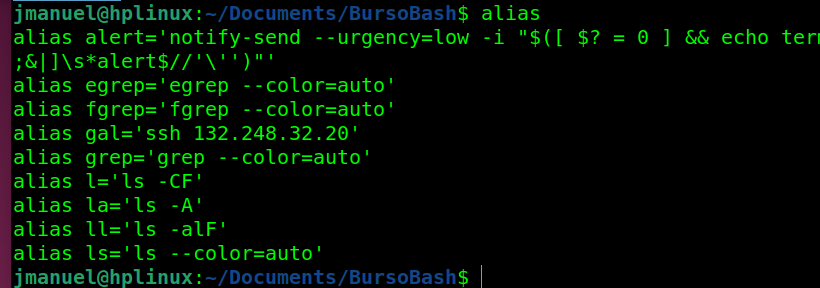 jmanuel@hplinux:~/Documents/BursoBash$ alias
alias alert='notify-send --urgency=low -i "$([ $? = 0 ] && echo ter
;&|]\s*alert$//'\'')"'
alias egrep='egrep --color=auto'
alias fgrep='fgrep --color=auto'
alias gal='ssh 132.248.32.20'
alias grep='grep --color=auto'
alias l='ls -CF'
alias la='ls -A'
alias ll='ls -alF'
alias ls='ls --color=auto'
jmanuel@hplinux:~/Documents/BursoBash$